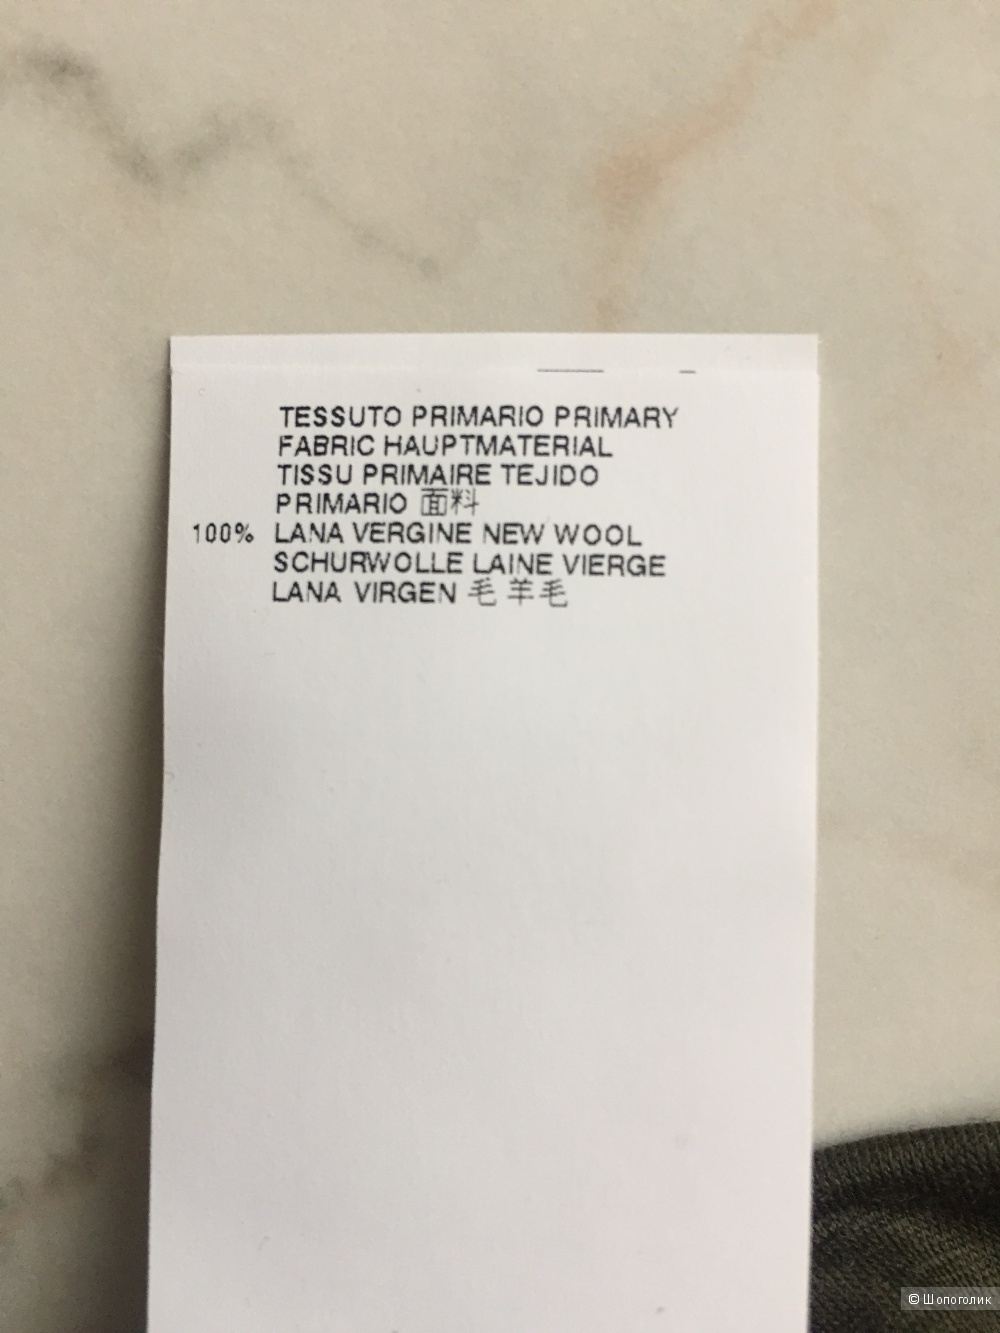 TESSUTO PRIMARIO PRIMARY
FABRIC HAUPTMATERIAL
TISSU PRIMAIRE TEJIDO
PRIMARIO 面料
100% LANA VERGINE NEW WOOL
SCHURWOLLE LAINE VIERGE
LANA VIRGEN 毛 羊毛
© Шопоголик